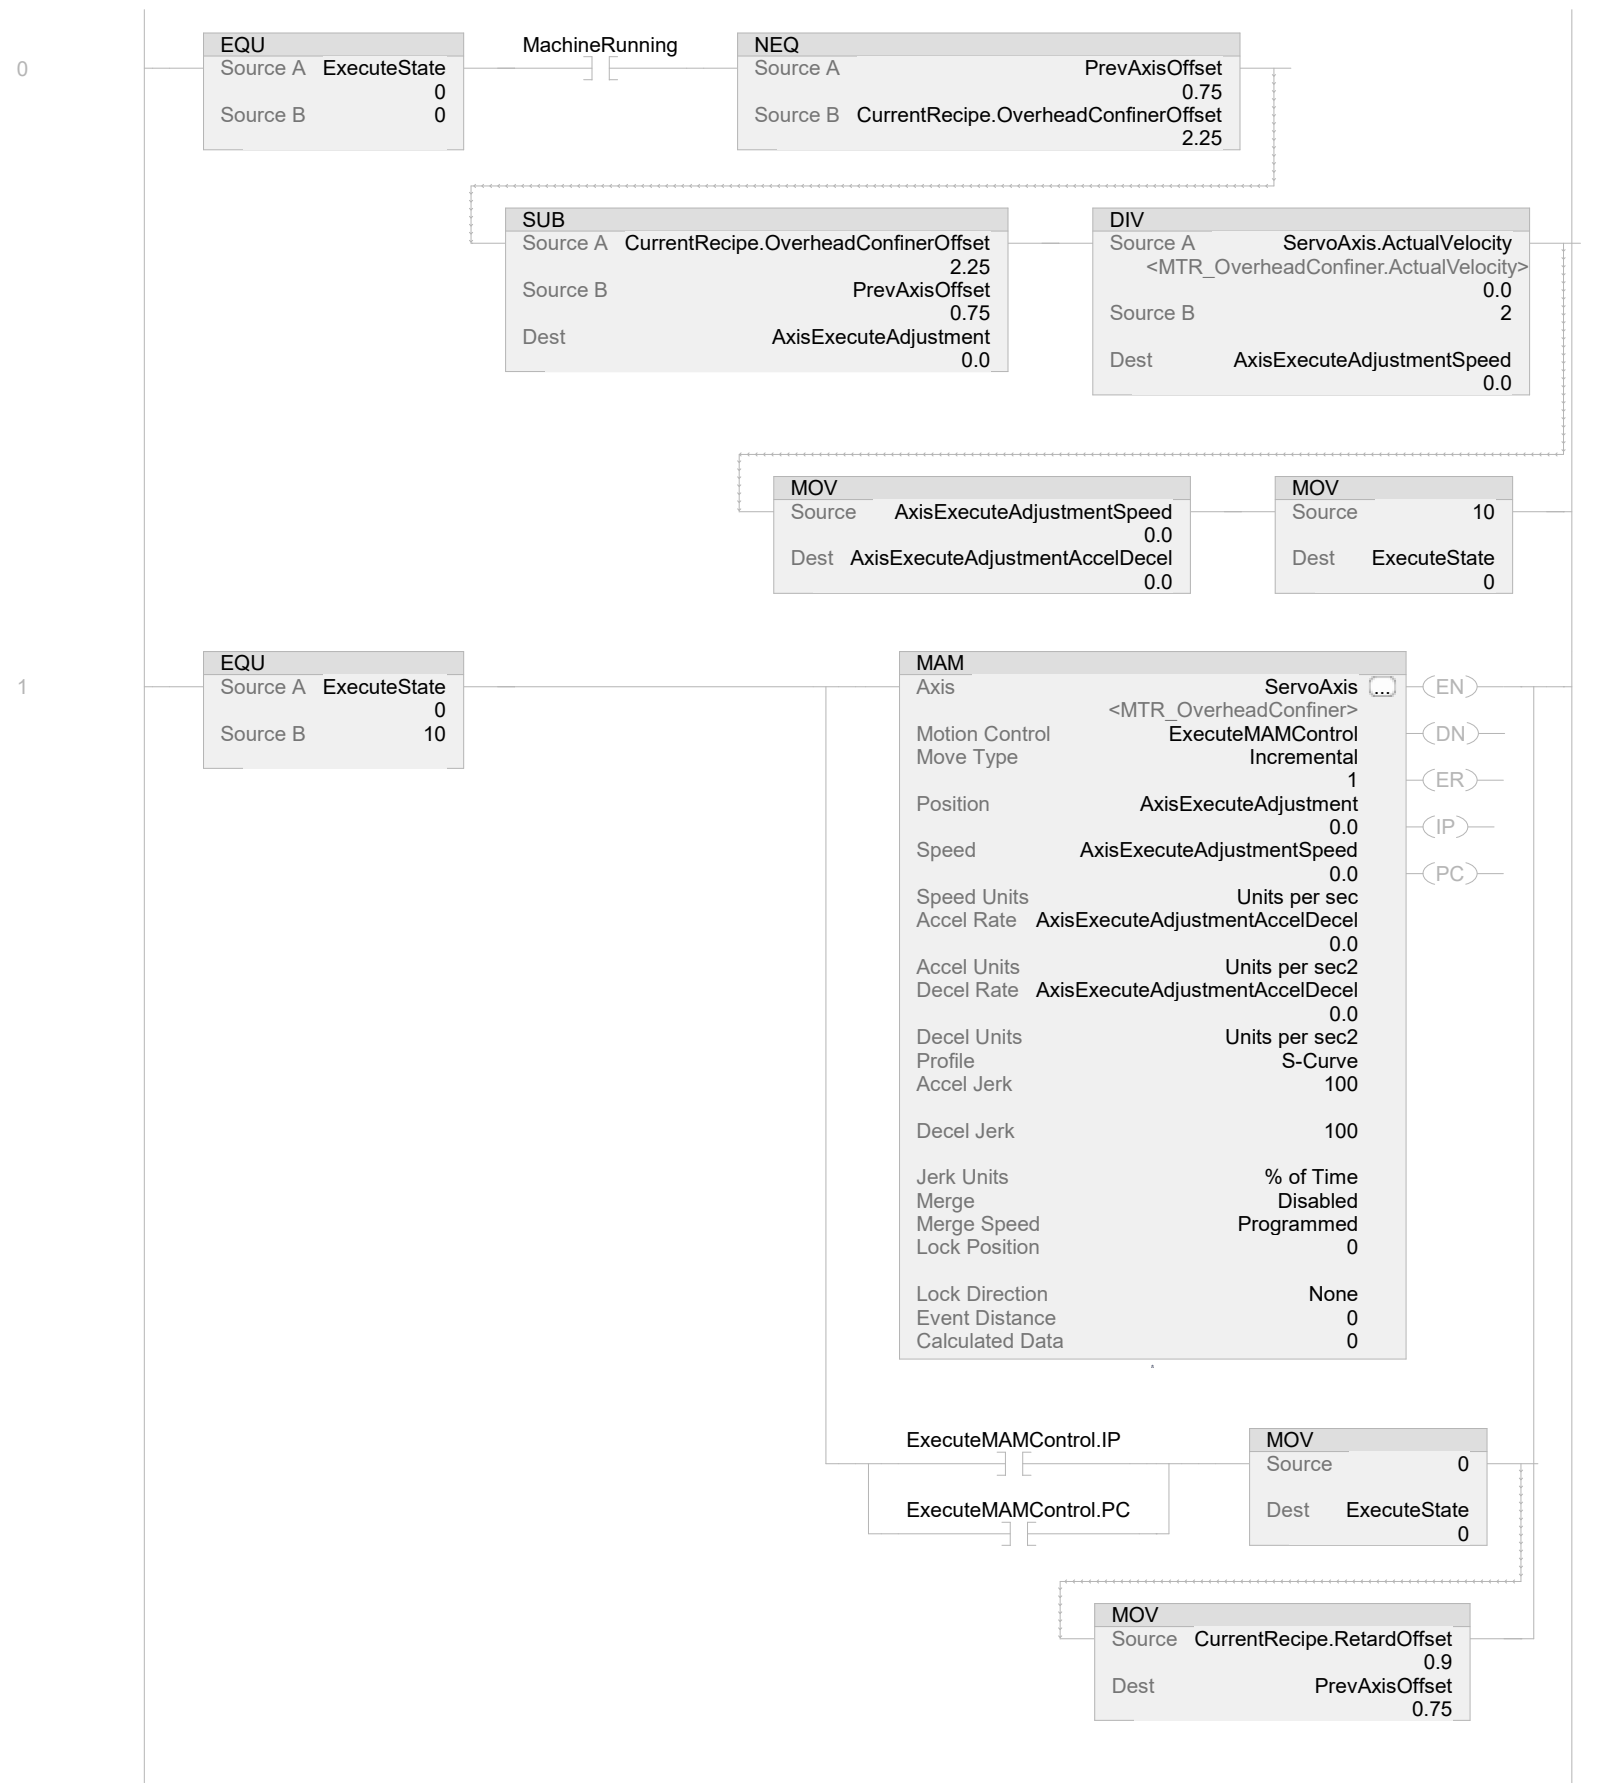 0
EQU
Source A ExecuteState
0
Source B 0
MachineRunning
NEQ
Source A PrevAxisOffset
0.75
Source B CurrentRecipe.OverheadConfinerOffset
2.25
SUB
Source A CurrentRecipe.OverheadConfinerOffset
2.25
Source B PrevAxisOffset
0.75
Dest AxisExecuteAdjustment
0.0
DIV
Source A ServoAxis.ActualVelocity
<MTR_OverheadConfiner.ActualVelocity>
0.0
Source B 2
Dest AxisExecuteAdjustmentSpeed
0.0
MOV
Source AxisExecuteAdjustmentSpeed
0.0
Dest AxisExecuteAdjustmentAccelDecel
0.0
MOV
Source 10
Dest ExecuteState
0
1
EQU
Source A ExecuteState
0
Source B 10
MAM
Axis ServoAxis ...
<MTR_OverheadConfiner>
Motion Control ExecuteMAMControl
Move Type Incremental
1
Position AxisExecuteAdjustment
0.0
Speed AxisExecuteAdjustmentSpeed
0.0
Speed Units Units per sec
Accel Rate AxisExecuteAdjustmentAccelDecel
0.0
Accel Units Units per sec2
Decel Rate AxisExecuteAdjustmentAccelDecel
0.0
Decel Units Units per sec2
Profile S-Curve
Accel Jerk 100
Decel Jerk 100
Jerk Units % of Time
Merge Disabled
Merge Speed Programmed
Lock Position 0
Lock Direction None
Event Distance 0
Calculated Data 0
EN
DN
ER
IP
PC
ExecuteMAMControl.IP
ExecuteMAMControl.PC
MOV
Source 0
Dest ExecuteState
0
MOV
Source CurrentRecipe.RetardOffset
0.9
Dest PrevAxisOffset
0.75